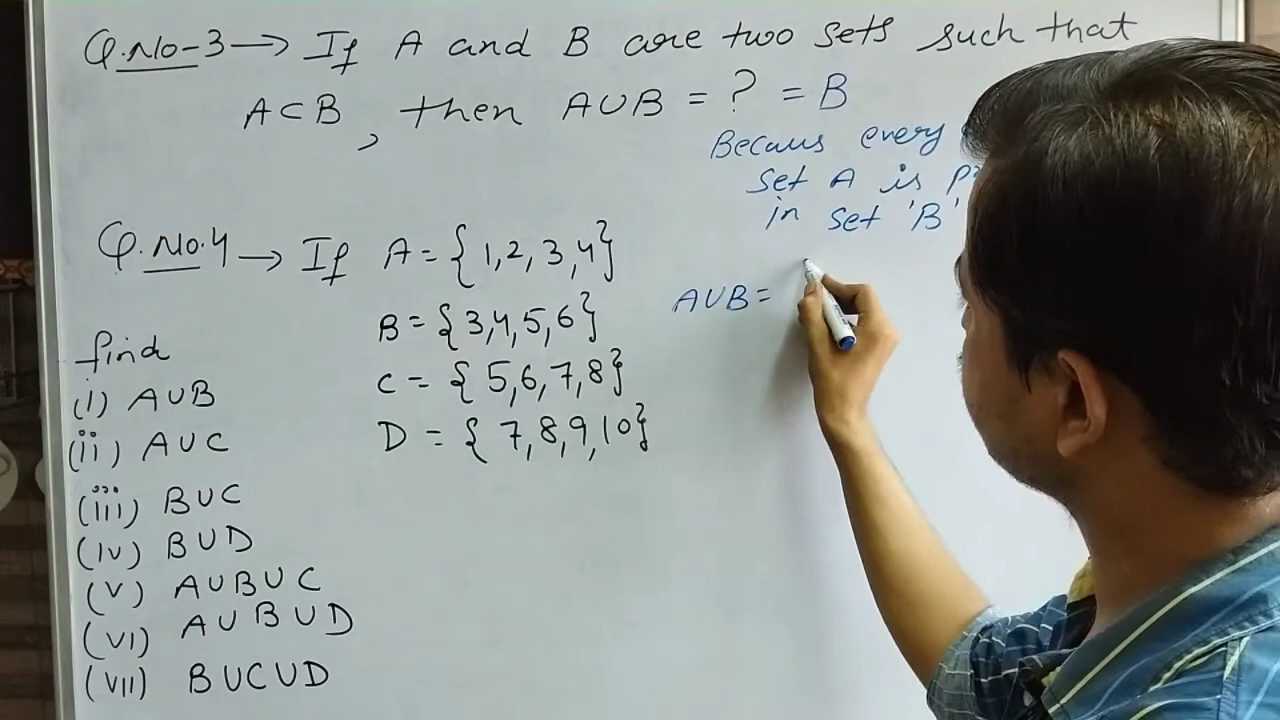 Q.No-3 → If A and B are two sets such that
A⊂B, then A∪B = ? = B
Becaus every
set A is
in set 'B'
Q.No.4 → If A = {1,2,3,4}
B = {3,4,5,6}
C = {5,6,7,8}
D = {7,8,9,10}
A∪B =
find
(i) A∪B
(ii) A∪C
(iii) B∪C
(iv) B∪D
(v) A∪B∪C
(vi) A∪B∪D
(vii) B∪C∪D